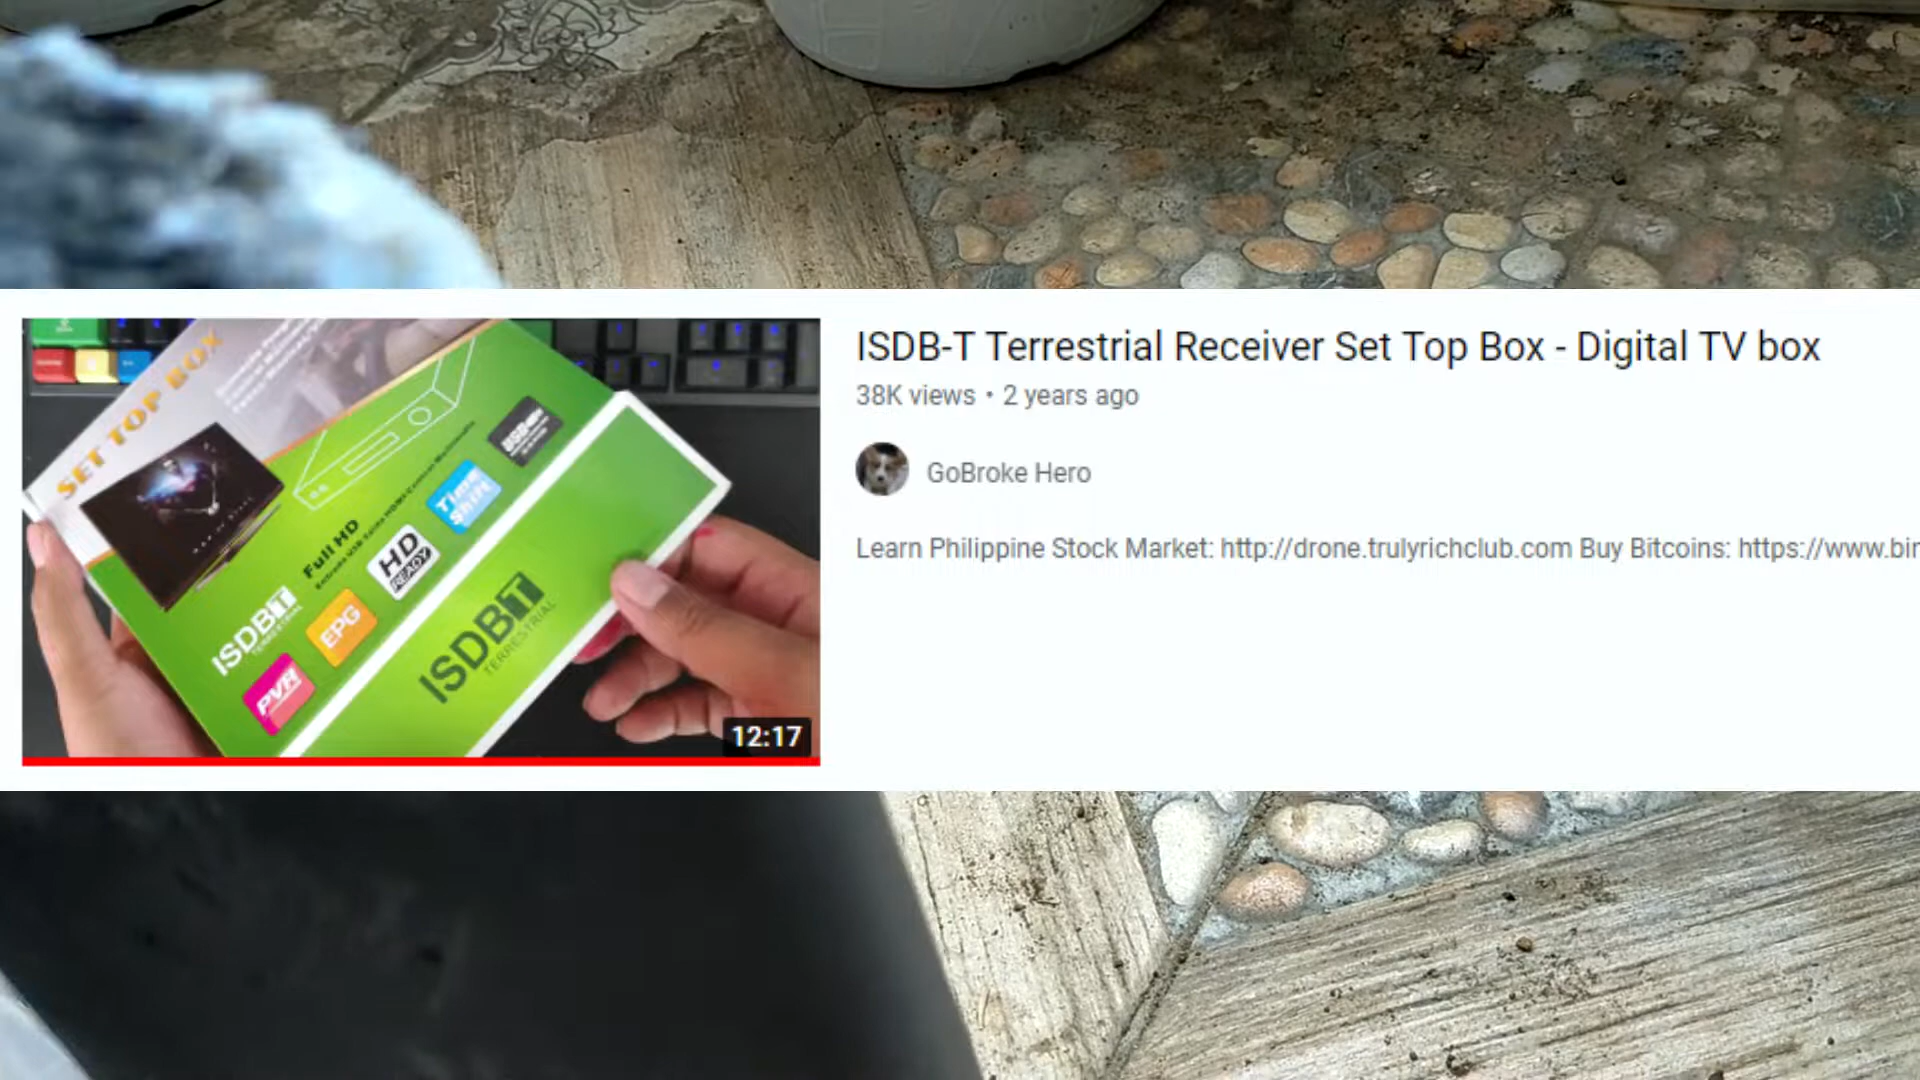 ISDB-T Terrestrial Receiver Set Top Box - Digital TV box
38K views • 2 years ago
GoBroke Hero
Learn Philippine Stock Market: http://drone.trulyrichclub.com Buy Bitcoins: https://www.bin
SET TOP BOX
Full HD
ISDBT
TERRESTRIAL
PVR
EPG
HD
READY
Time
Shift
ISDBT
TERRESTRIAL
12:17